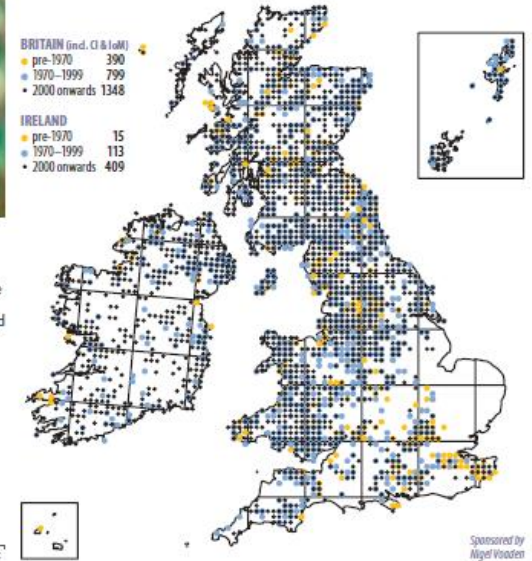 BRITAIN (incl. CI & IoM)
pre-1970 390
1970–1999 799
2000 onwards 1348
IRELAND
pre-1970 15
1970–1999 113
2000 onwards 409
Sponsored by
Nigel Voaden